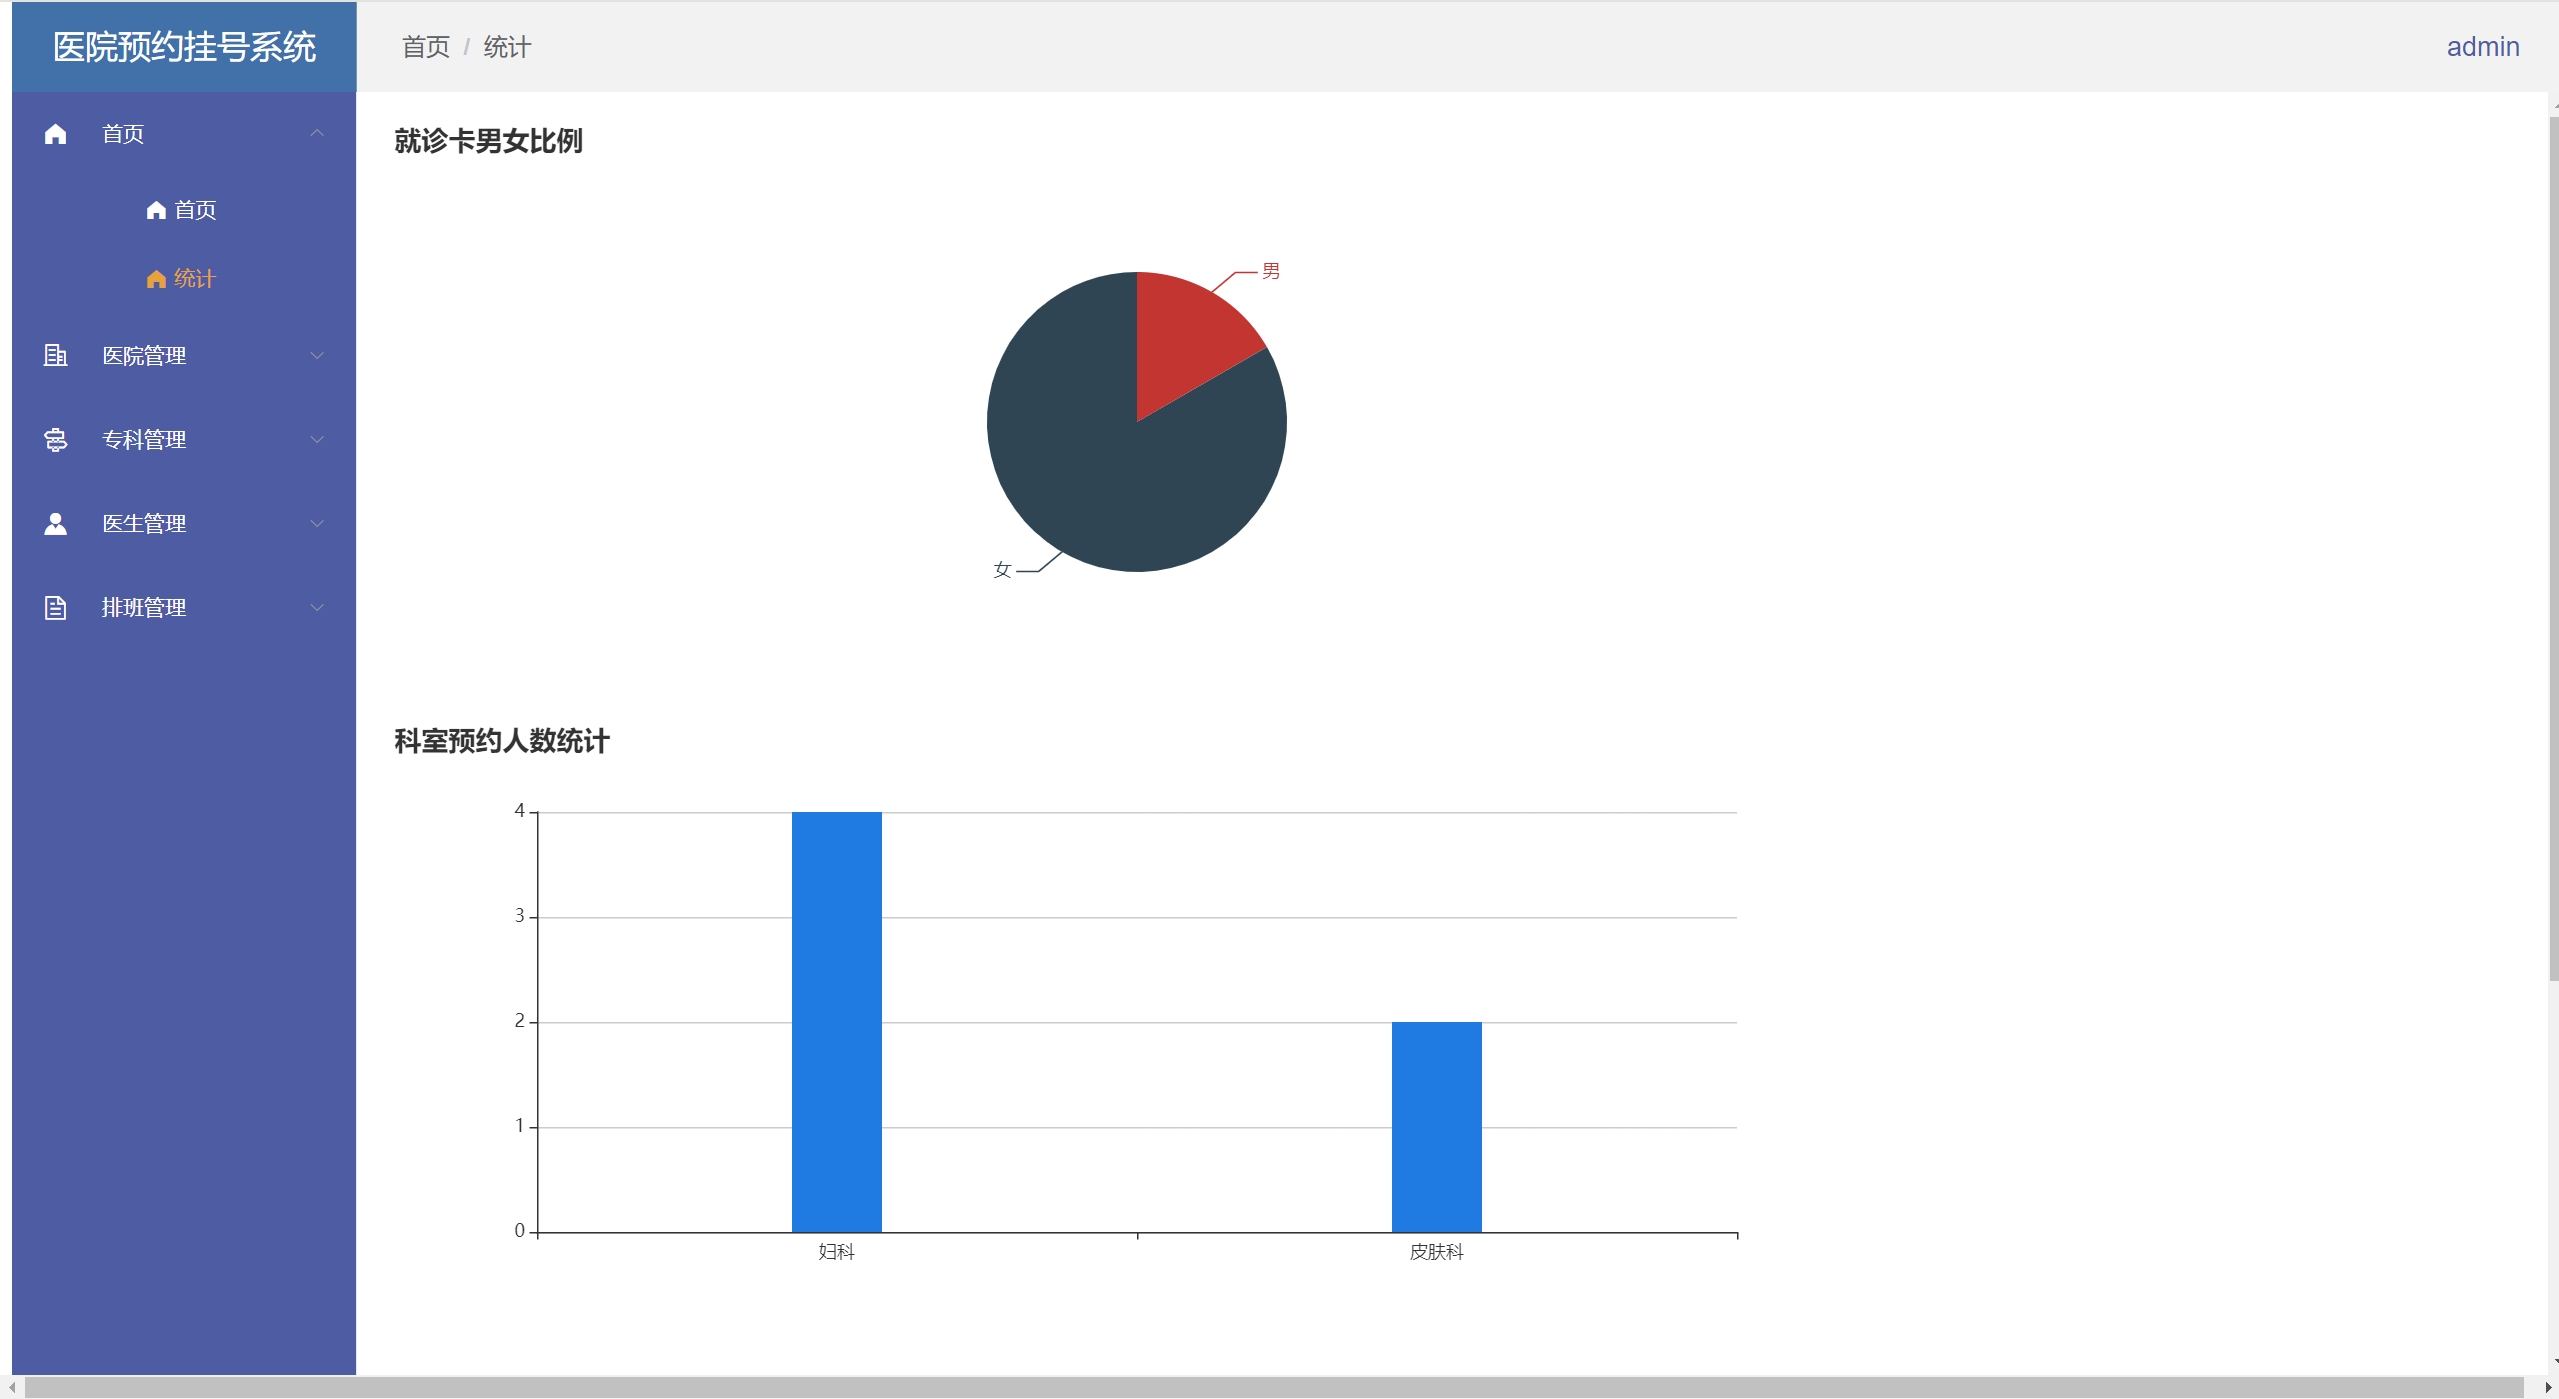 医院预约挂号系统
首页 / 统计
admin
首页
首页
统计
医院管理
专科管理
医生管理
排班管理
就诊卡男女比例
男
女
科室预约人数统计
4
3
2
1
0
妇科
皮肤科